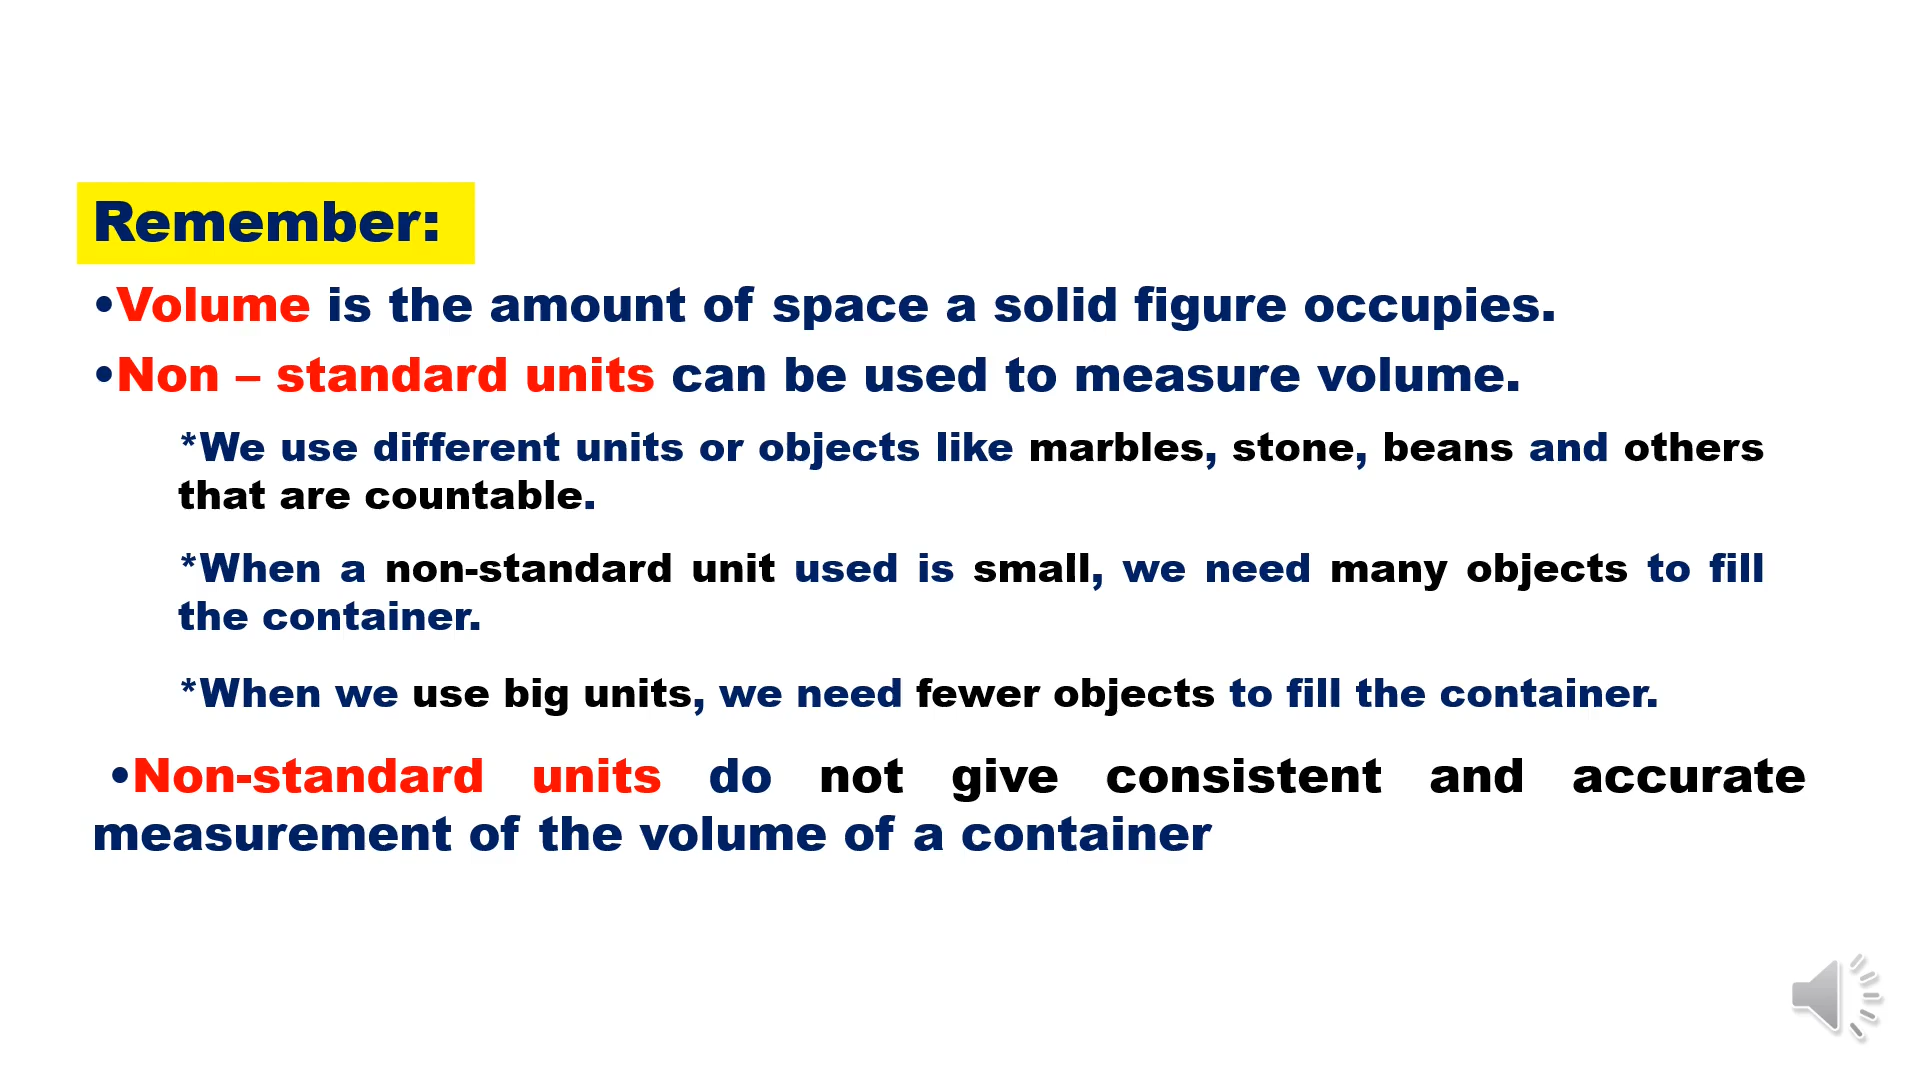 Remember:
•Volume is the amount of space a solid figure occupies.
•Non – standard units can be used to measure volume.
*We use different units or objects like marbles, stone, beans and others
that are countable.
*When a non-standard unit used is small, we need many objects to fill
the container.
*When we use big units, we need fewer objects to fill the container.
•Non-standard units do not give consistent and accurate
measurement of the volume of a container